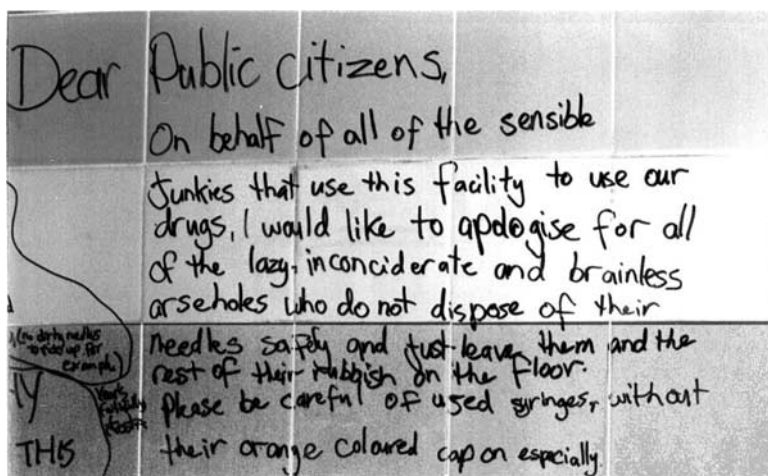 Dear Public Citizens,
On behalf of all of the sensible
Junkies that use this facility to use our
drugs, I would like to apologise for all
of the lazy, inconciderate and brainless
arseholes who do not dispose of their
needles safely and just leave them and the
rest of their rubbish on the floor.
Please be careful of used syringes, without
their orange coloured cap on especially.
example)
THIS